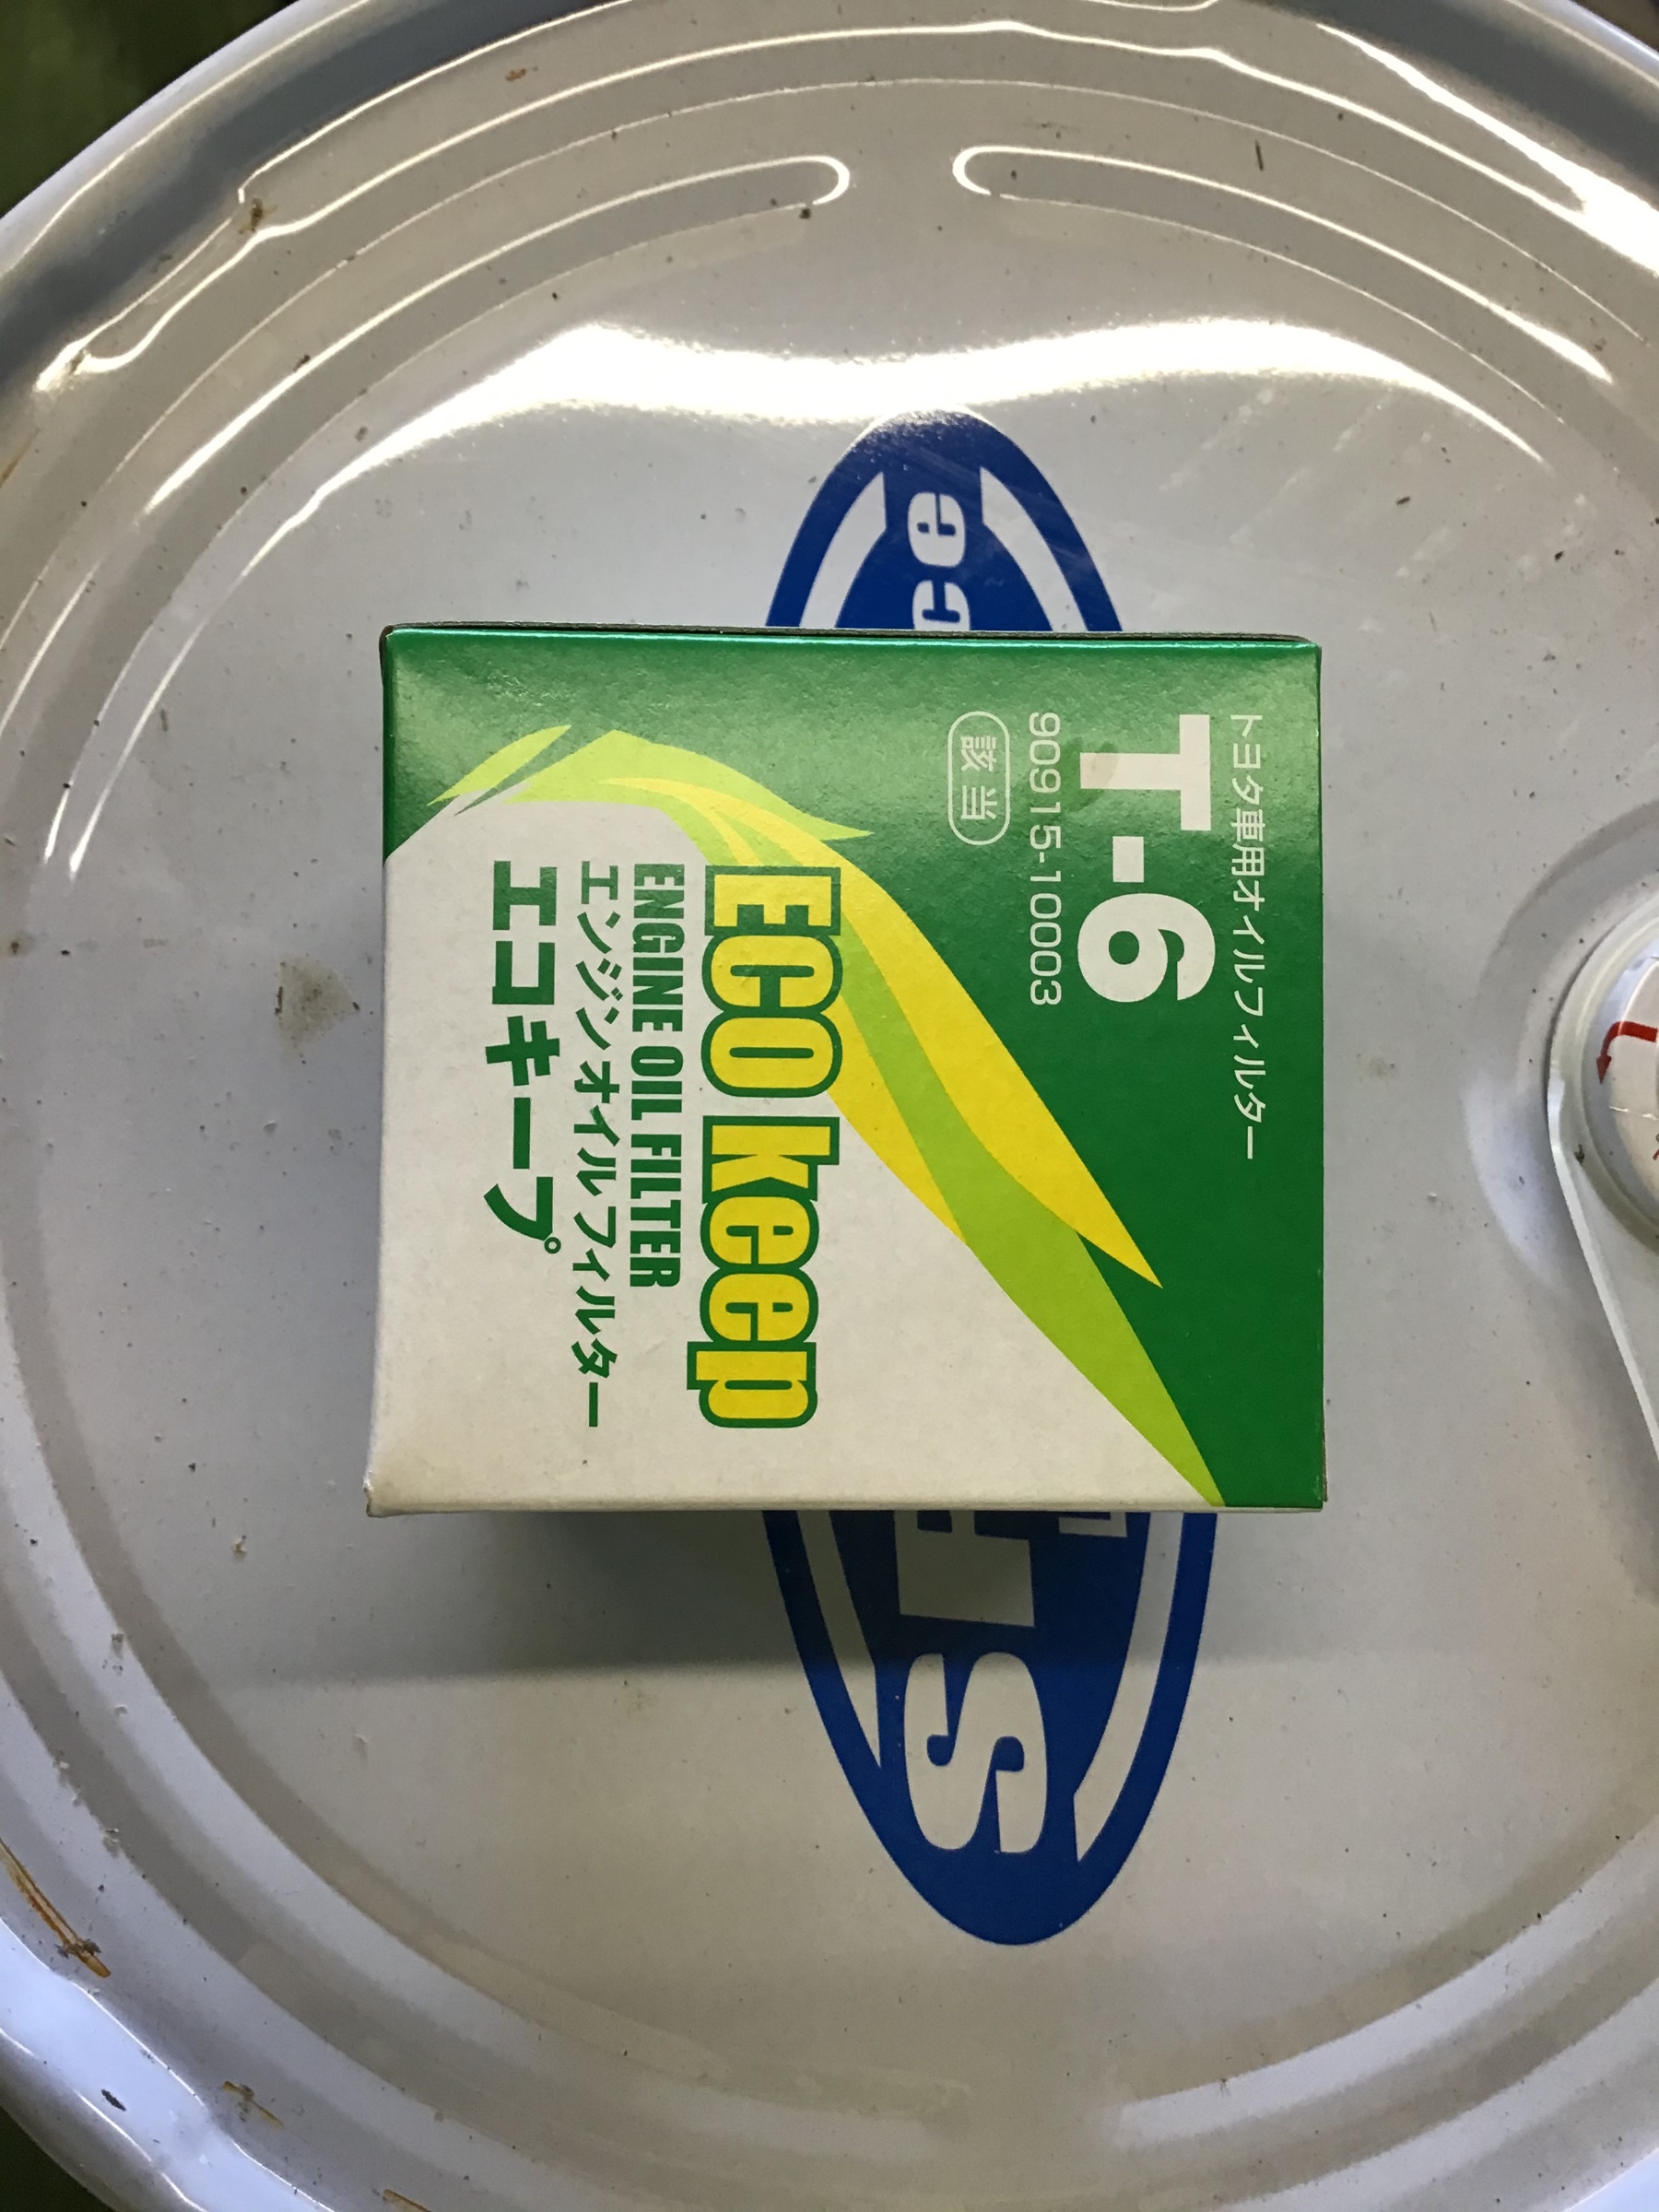 トヨタ車用オイルフィルター
T-6
90915-10003
該当
ECO keep
ENGINE OIL FILTER
エンジンオイルフィルター
エコキープ